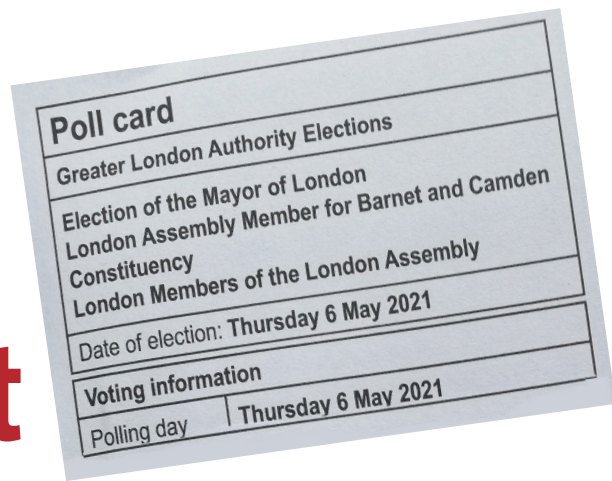 Poll card
Greater London Authority Elections
Election of the Mayor of London
London Assembly Member for Barnet and Camden
Constituency
London Members of the London Assembly
Date of election: Thursday 6 May 2021
Voting information
Polling day Thursday 6 May 2021
t